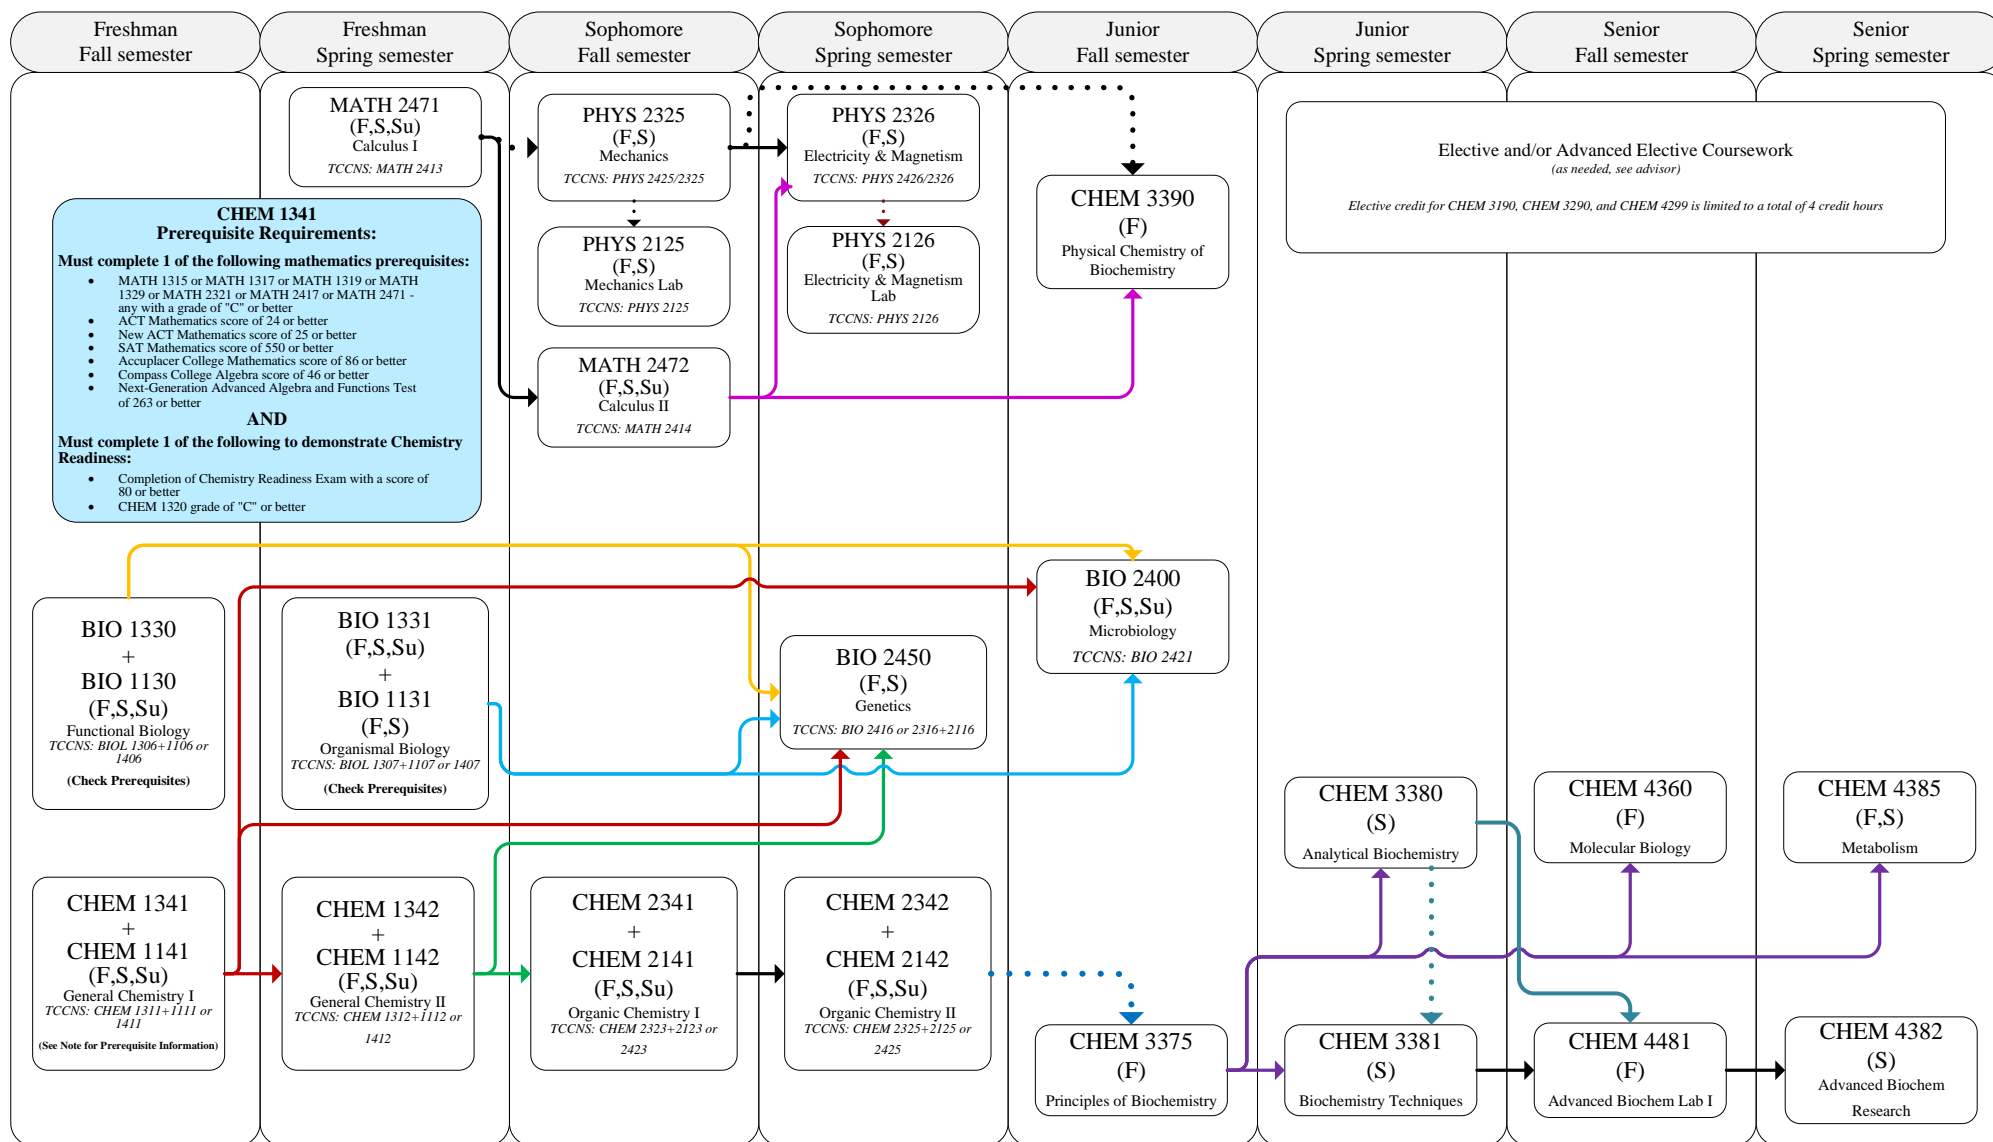 Freshman
Fall semester
Freshman
Spring semester
Sophomore
Fall semester
Sophomore
Spring semester
Junior
Fall semester
Junior
Spring semester
Senior
Fall semester
Senior
Spring semester
MATH 2471
(F,S,Su)
Calculus I
TCCNS: MATH 2413
PHYS 2325
(F,S)
Mechanics
TCCNS: PHYS 2425/2325
PHYS 2326
(F,S)
Electricity & Magnetism
TCCNS: PHYS 2426/2326
CHEM 3390
(F)
Physical Chemistry of
Biochemistry
Elective and/or Advanced Elective Coursework
(as needed, see advisor)
Elective credit for CHEM 3190, CHEM 3290, and CHEM 4299 is limited to a total of 4 credit hours
CHEM 1341
Prerequisite Requirements:
Must complete 1 of the following mathematics prerequisites:
• MATH 1315 or MATH 1317 or MATH 1319 or MATH
1329 or MATH 2321 or MATH 2417 or MATH 2471 -
any with a grade of "C" or better
• ACT Mathematics score of 24 or better
• New ACT Mathematics score of 25 or better
• SAT Mathematics score of 550 or better
• Accuplacer College Mathematics score of 86 or better
• Compass College Algebra score of 46 or better
• Next-Generation Advanced Algebra and Functions Test
of 263 or better
AND
Must complete 1 of the following to demonstrate Chemistry
Readiness:
• Completion of Chemistry Readiness Exam with a score of
80 or better
• CHEM 1320 grade of "C" or better
PHYS 2125
(F,S)
Mechanics Lab
TCCNS: PHYS 2125
PHYS 2126
(F,S)
Electricity & Magnetism
Lab
TCCNS: PHYS 2126
MATH 2472
(F,S,Su)
Calculus II
TCCNS: MATH 2414
BIO 1330
+
BIO 1130
(F,S,Su)
Functional Biology
TCCNS: BIOL 1306+1106 or
1406
(Check Prerequisites)
BIO 1331
(F,S,Su)
+
BIO 1131
(F,S)
Organismal Biology
TCCNS: BIOL 1307+1107 or 1407
(Check Prerequisites)
BIO 2450
(F,S)
Genetics
TCCNS: BIO 2416 or 2316+2116
BIO 2400
(F,S,Su)
Microbiology
TCCNS: BIO 2421
CHEM 3380
(S)
Analytical Biochemistry
CHEM 4360
(F)
Molecular Biology
CHEM 4385
(F,S)
Metabolism
CHEM 1341
+
CHEM 1141
(F,S,Su)
General Chemistry I
TCCNS: CHEM 1311+1111 or
1411
(See Note for Prerequisite Information)
CHEM 1342
+
CHEM 1142
(F,S,Su)
General Chemistry II
TCCNS: CHEM 1312+1112 or
1412
CHEM 2341
+
CHEM 2141
(F,S,Su)
Organic Chemistry I
TCCNS: CHEM 2323+2123 or
2423
CHEM 2342
+
CHEM 2142
(F,S,Su)
Organic Chemistry II
TCCNS: CHEM 2325+2125 or
2425
CHEM 3375
(F)
Principles of Biochemistry
CHEM 3381
(S)
Biochemistry Techniques
CHEM 4481
(F)
Advanced Biochem Lab I
CHEM 4382
(S)
Advanced Biochem
Research